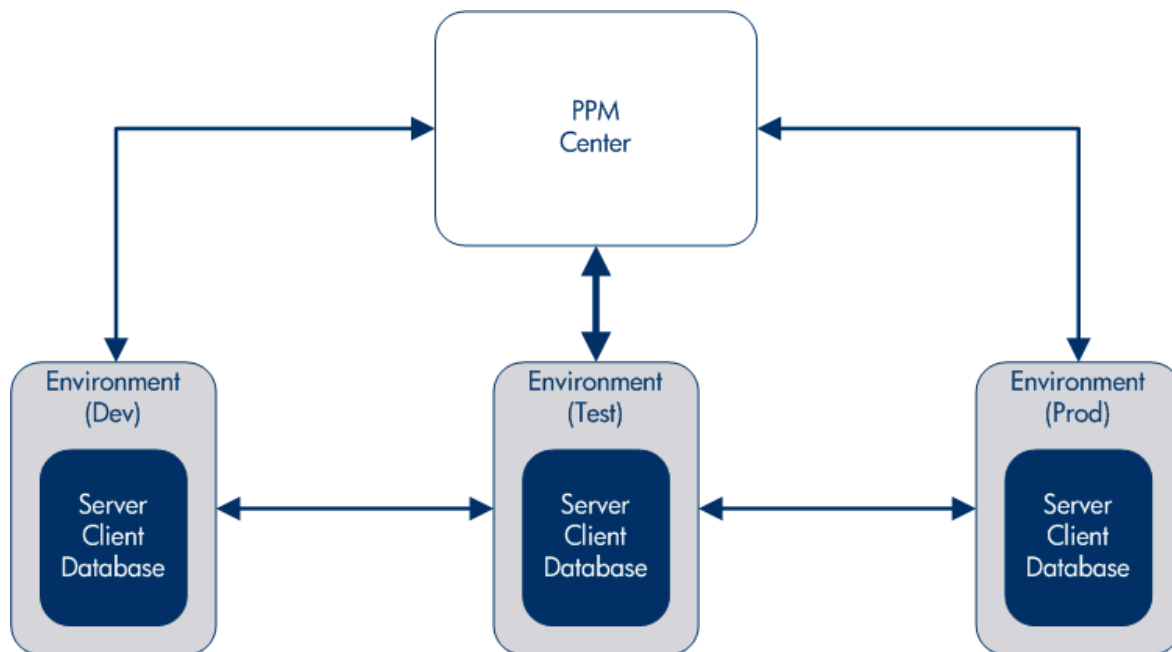 PPM
Center
Environment
(Dev)
Server
Client
Database
Environment
(Test)
Server
Client
Database
Environment
(Prod)
Server
Client
Database